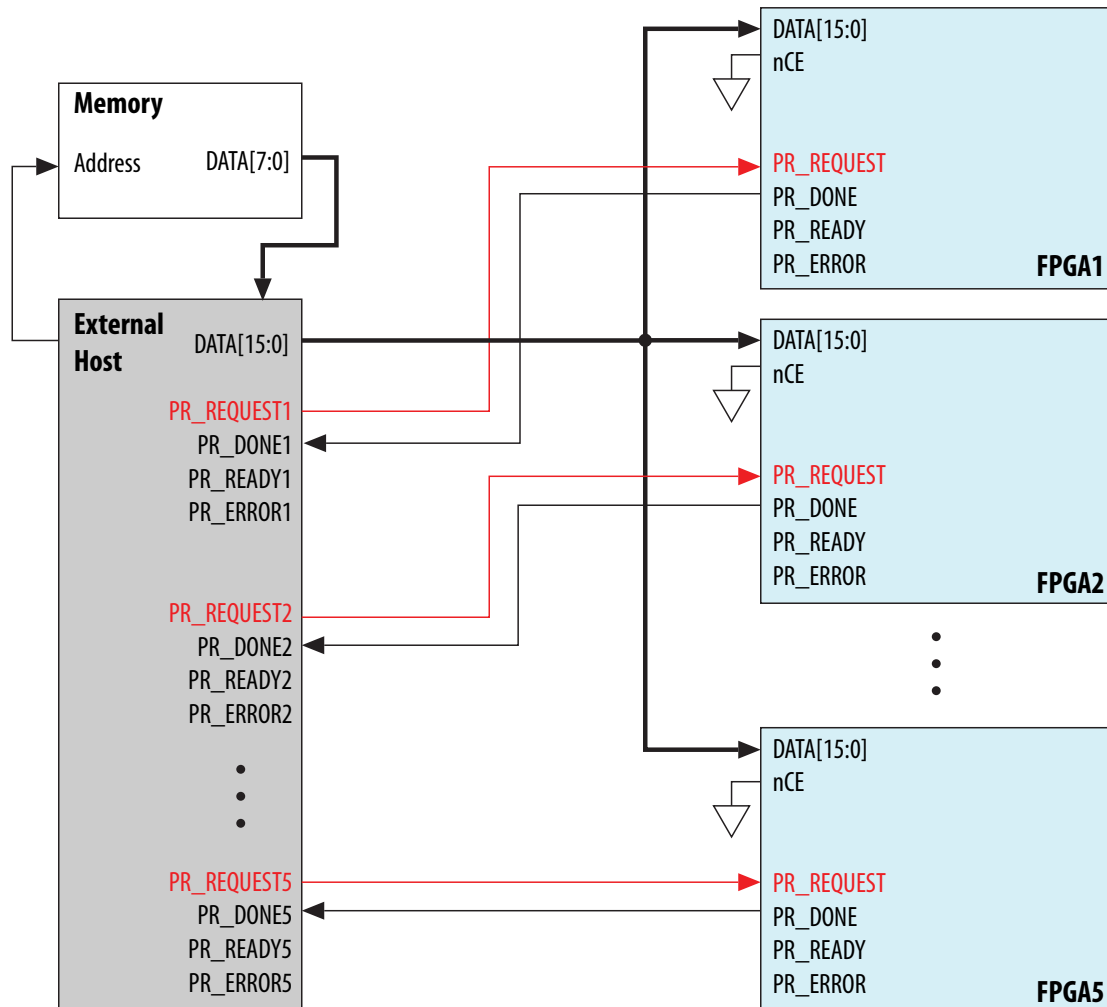 Memory
Address
DATA[7:0]
External
Host
DATA[15:0]
PR_REQUEST1
PR_DONE1
PR_READY1
PR_ERROR1
PR_REQUEST2
PR_DONE2
PR_READY2
PR_ERROR2
PR_REQUEST5
PR_DONE5
PR_READY5
PR_ERROR5
DATA[15:0]
nCE
PR_REQUEST
PR_DONE
PR_READY
PR_ERROR
FPGA1
DATA[15:0]
nCE
PR_REQUEST
PR_DONE
PR_READY
PR_ERROR
FPGA2
DATA[15:0]
nCE
PR_REQUEST
PR_DONE
PR_READY
PR_ERROR
FPGA5